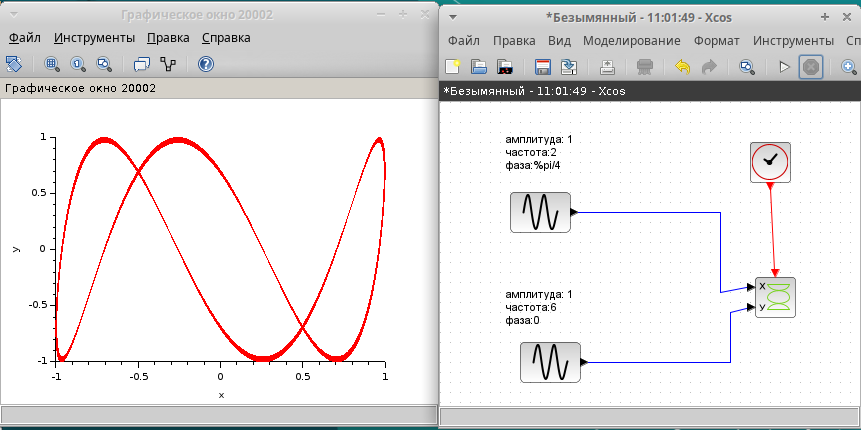 Графическое окно 20002
Файл Инструменты Правка Справка
Графическое окно 20002
1
0.5
0
-0.5
-1
y
-1 -0.5 0 0.5 1
x
*Безымянный - 11:01:49 - Xcos
Файл Правка Вид Моделирование Формат Инструменты Сп
*Безымянный - 11:01:49 - Xcos
амплитуда: 1
частота:2
фаза:%pi/4
амплитуда: 1
частота:6
фаза:0
X
Y